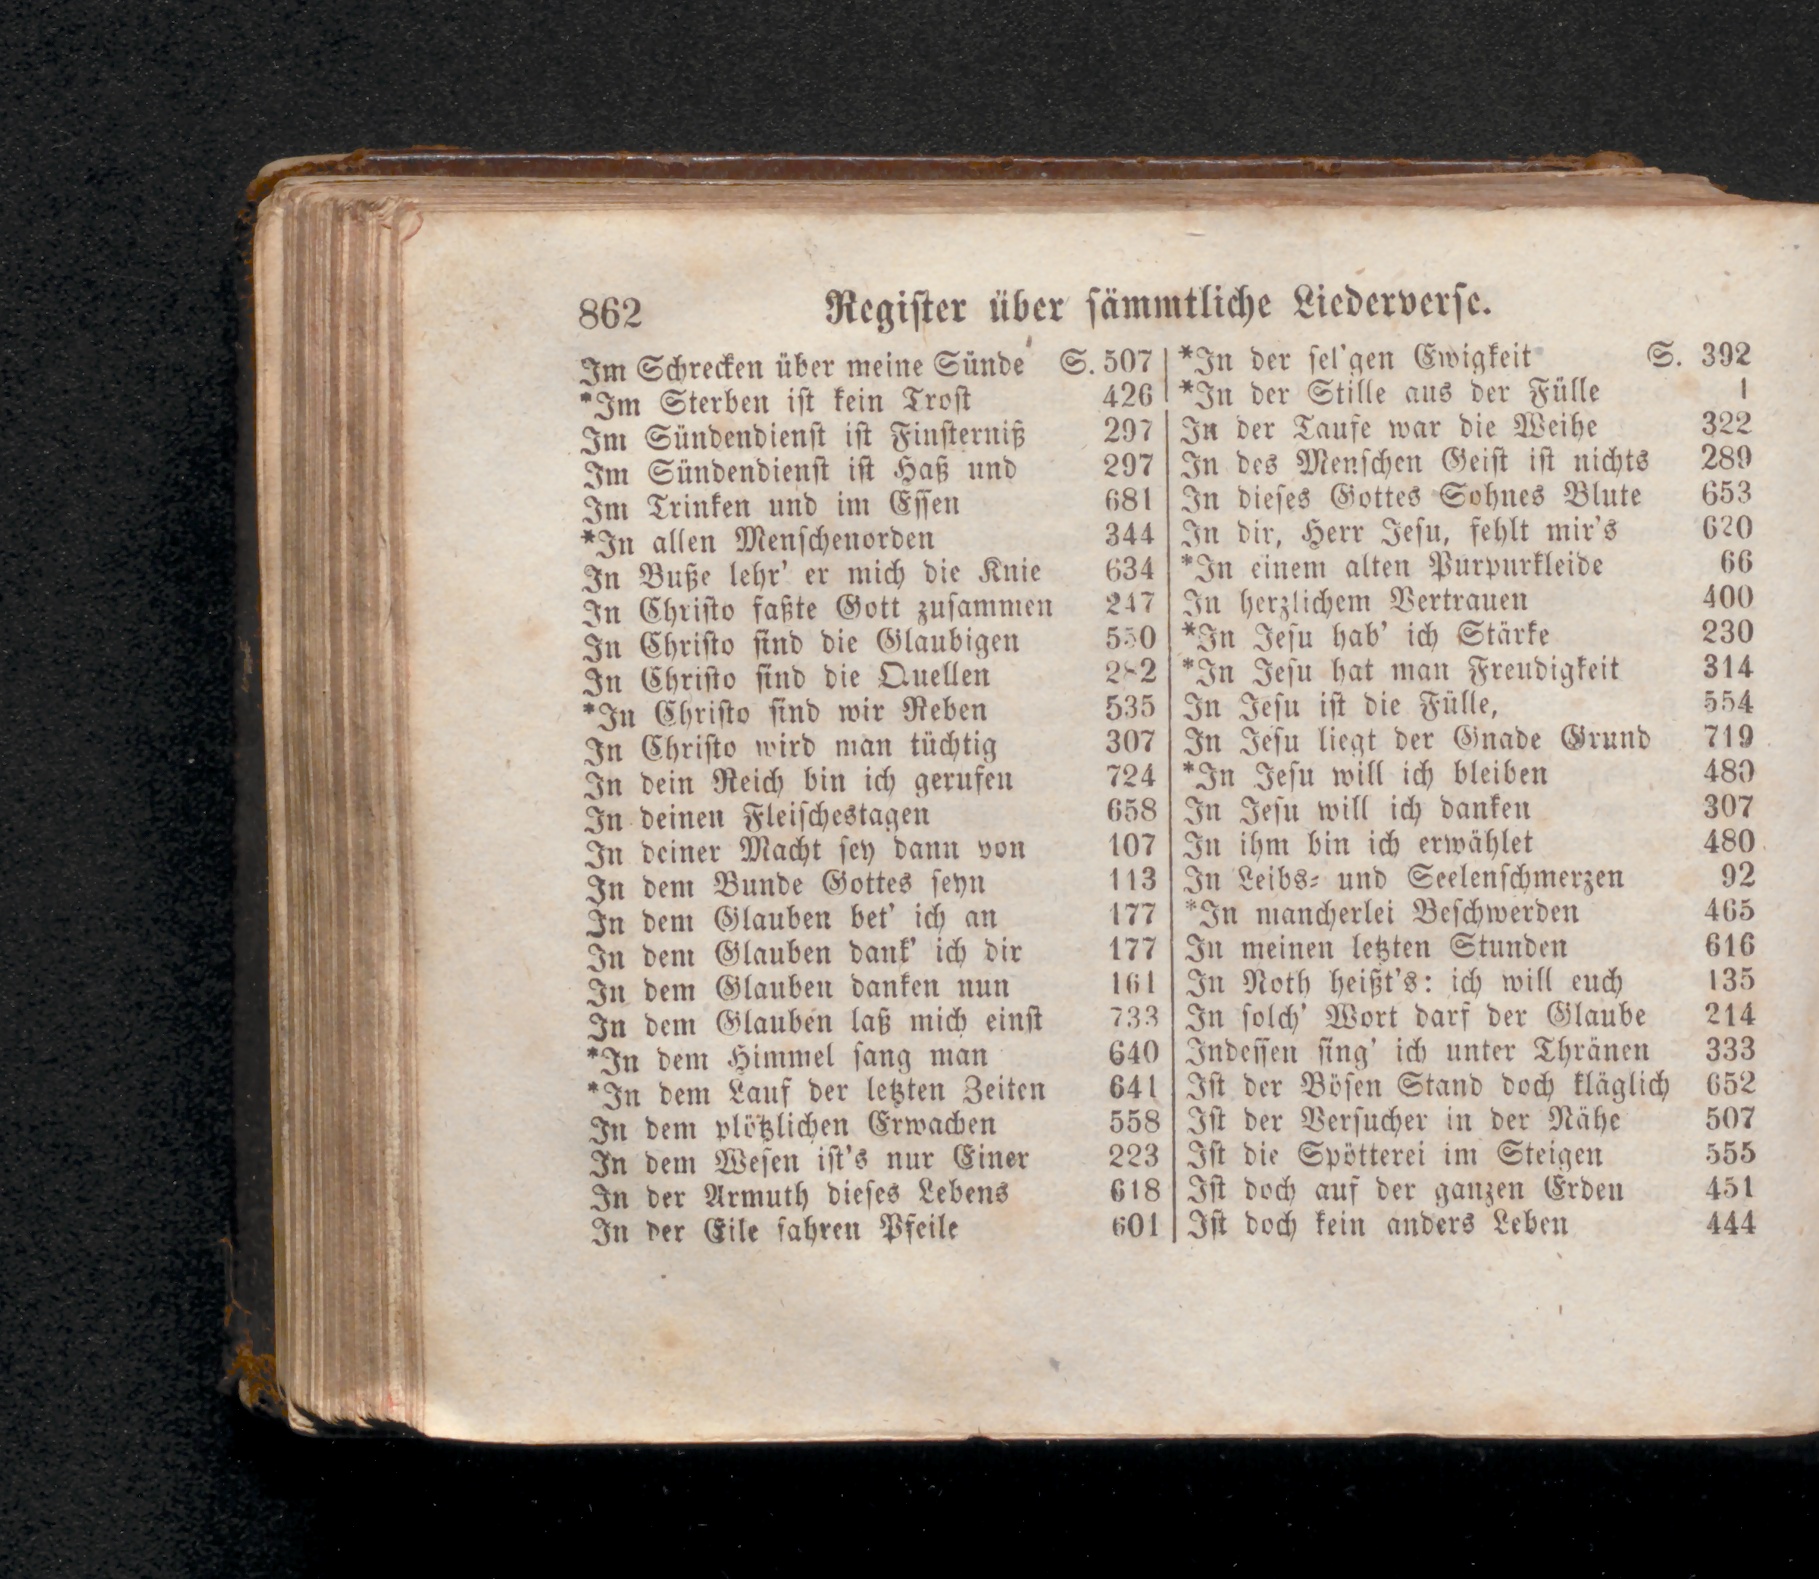 862
Register über sämmtliche Liederverse.
Im Schrecken über meine Sünde S. 507
*Im Sterben ist kein Trost 426
Im Sündendienst ist Finsterniß 297
Im Sündendienst ist Haß und 297
Im Trinken und im Essen 681
*In allen Menschenorden 344
In Buße lehr' er mich die Knie 634
In Christo faßte Gott zusammen 247
In Christo sind die Glaubigen
In Christo sind die Quellen
*In Christo sind wir Reben 535
In Christo wird man tüchtig 307
In dein Reich bin ich gerufen 724
In deinen Fleischestagen 658
In deiner Macht sey dann von 107
In dem Bunde Gottes seyn 113
In dem Glauben bet' ich an 177
In dem Glauben dank' ich dir 177
In dem Glauben danken nun 161
In dem Glauben laß mich einst 733
*In dem Himmel sang man 640
*In dem Lauf der letzten Zeiten 641
In dem plötzlichen Erwachen 558
In dem Wesen ist's nur Einer 223
In der Armuth dieses Lebens 618
In der Eile fahren Pfeile 601
*In der sel'gen Ewigkeit S. 392
*In der Stille aus der Fülle 1
In der Taufe war die Weihe 322
In des Menschen Geist ist nichts 289
In dieses Gottes Sohnes Blute 653
In dir, Herr Jesu, fehlt mir's 620
*In einem alten Purpurkleide 66
In herzlichem Vertrauen 400
*In Jesu hab' ich Stärke 230
*In Jesu hat man Freudigkeit 314
In Jesu ist die Fülle, 554
In Jesu liegt der Gnade Grund 719
*In Jesu will ich bleiben 480
In Jesu will ich danken 307
In ihm bin ich erwählet 480
In Leibs- und Seelenschmerzen 92
*In mancherlei Beschwerden 465
In meinen letzten Stunden 616
In Noth heißt's: ich will euch 135
In solch' Wort darf der Glaube 214
Indessen sing' ich unter Thränen 333
Ist der Bösen Stand doch kläglich 652
Ist der Versucher in der Nähe 507
Ist die Spötterei im Steigen 555
Ist doch auf der ganzen Erden 451
Ist doch kein anders Leben 444